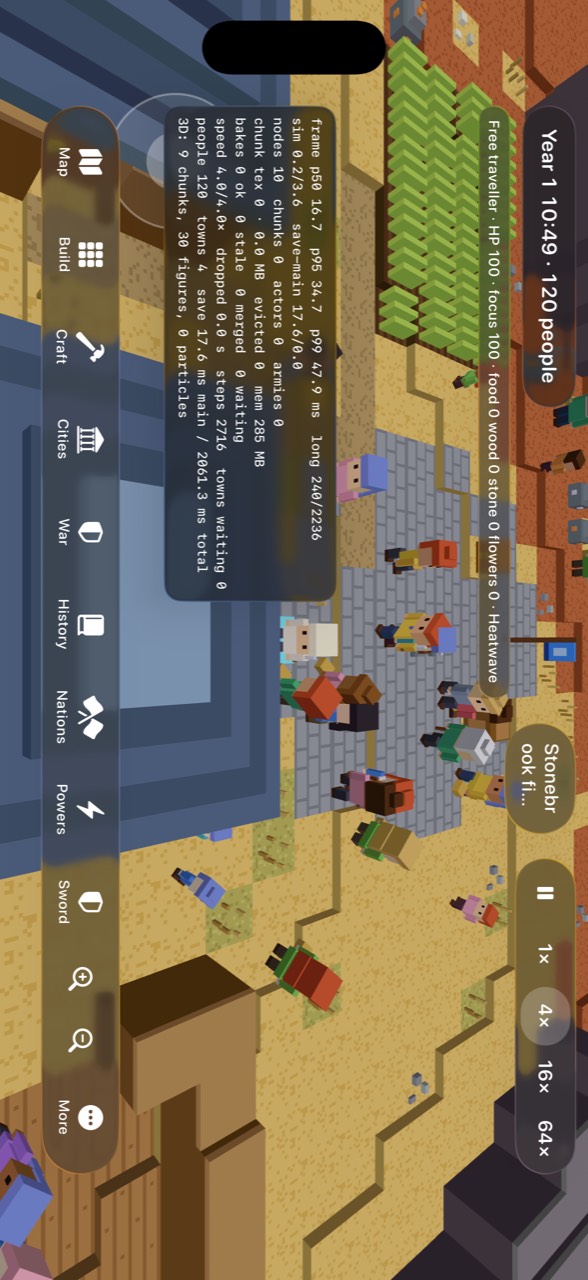 Year 1 10:49 · 120 people
Stonebr
ook fi...
1×
4×
16×
64×
Free traveller · HP 100 · focus 100 · food 0 wood 0 stone 0 flowers 0 · Heatwave
frame p50 16.7 p95 34.7 p99 47.9 ms long 240/2236
sim 0.2/3.6 save-main 17.6/0.0
nodes 10 chunks 0 actors 0 armies 0
chunk tex 0 · 0.0 MB evicted 0 mem 285 MB
bakes 0 ok 0 stale 0 merged 0 waiting
speed 4.0/4.0× dropped 0.0 s steps 2716 towns waiting 0
people 120 towns 4 save 17.6 ms main / 2061.3 ms total
3D: 9 chunks, 30 figures, 0 particles
Map
Build
Craft
Cities
War
History
Nations
Powers
Sword
More